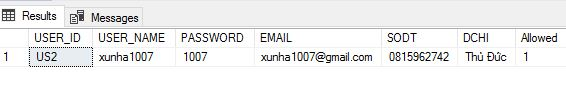 Results Messages
USER_ID USER_NAME PASSWORD EMAIL SODT DCHI Allowed
1 US2 xunha1007 1007 xunha1007@gmail.com 0815962742 Thủ Đức 1